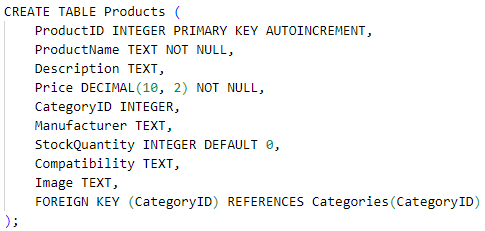 CREATE TABLE Products (
    ProductID INTEGER PRIMARY KEY AUTOINCREMENT,
    ProductName TEXT NOT NULL,
    Description TEXT,
    Price DECIMAL(10, 2) NOT NULL,
    CategoryID INTEGER,
    Manufacturer TEXT,
    StockQuantity INTEGER DEFAULT 0,
    Compatibility TEXT,
    Image TEXT,
    FOREIGN KEY (CategoryID) REFERENCES Categories(CategoryID)
);